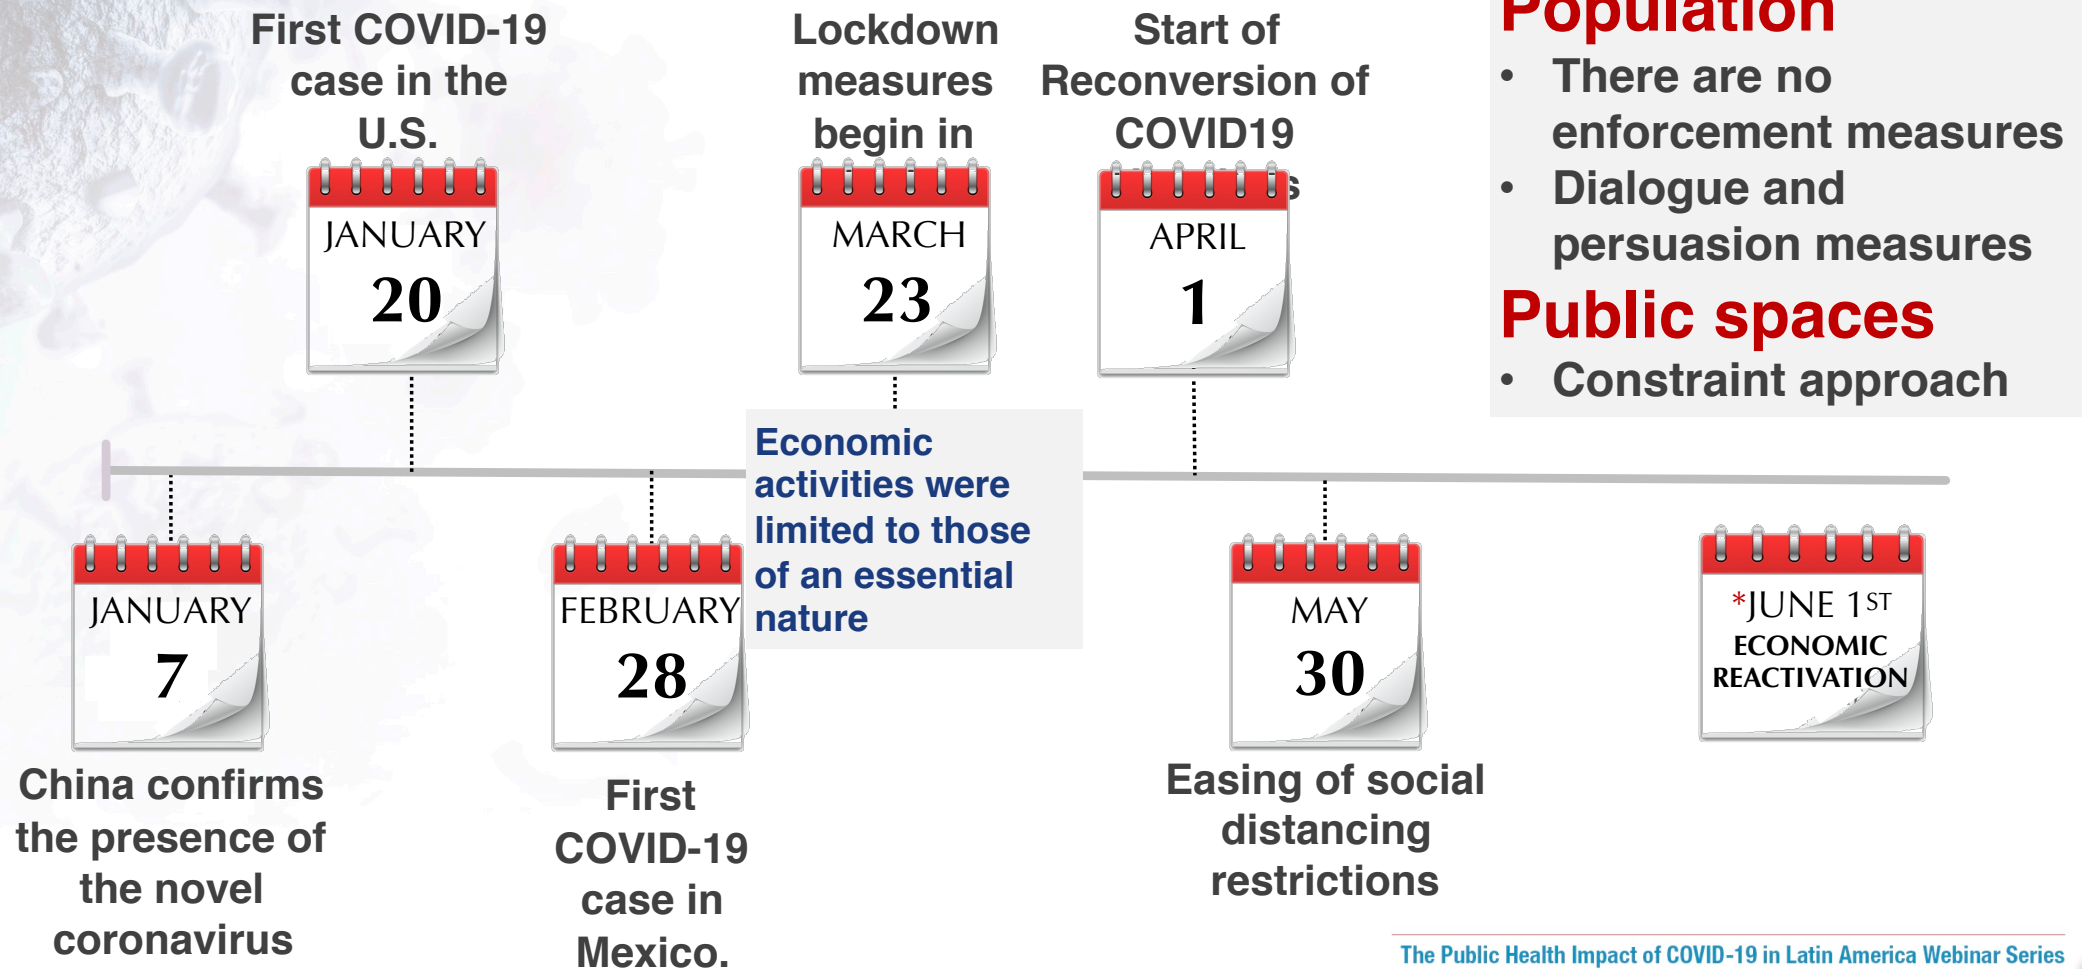 First COVID-19
case in the
U.S.
JANUARY
20
Lockdown
measures
begin in
MARCH
23
Start of
Reconversion of
COVID19
APRIL
1
Population
• There are no
enforcement measures
• Dialogue and
persuasion measures
Public spaces
• Constraint approach
Economic
activities were
limited to those
of an essential
nature
JANUARY
7
China confirms
the presence of
the novel
coronavirus
FEBRUARY
28
First
COVID-19
case in
Mexico.
MAY
30
Easing of social
distancing
restrictions
*JUNE 1ST
ECONOMIC
REACTIVATION
The Public Health Impact of COVID-19 in Latin America Webinar Series